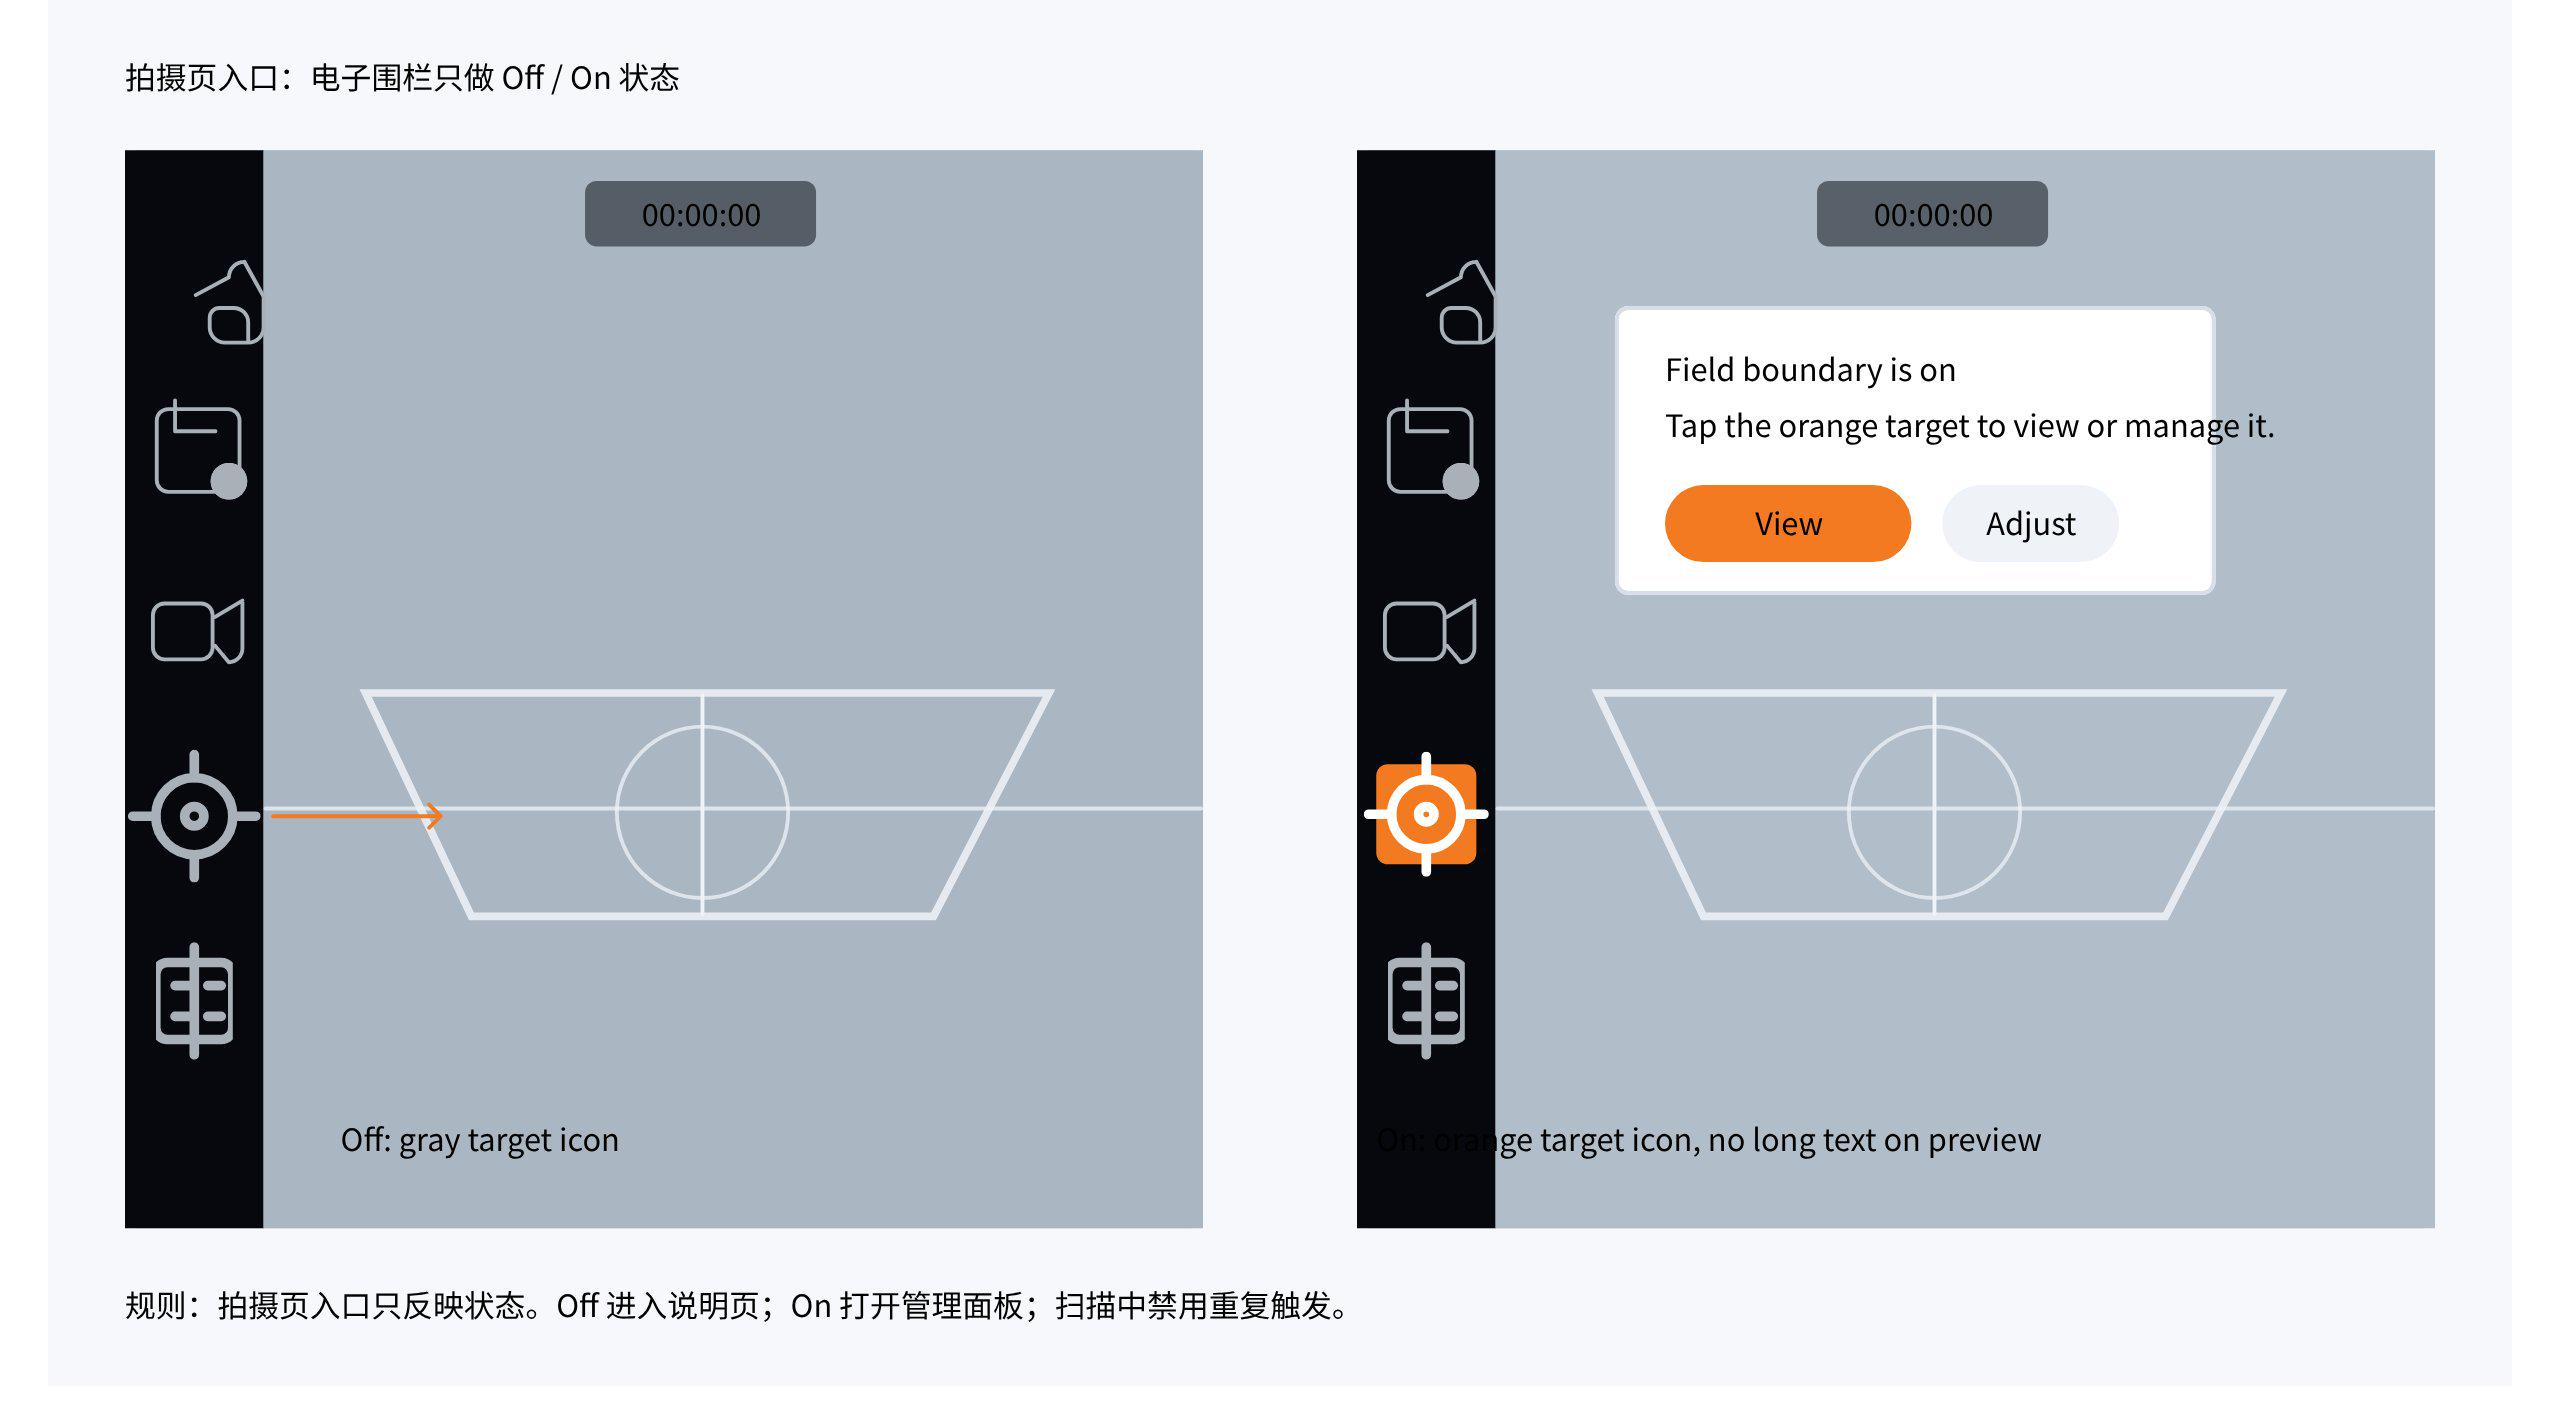 拍摄页入口：电子围栏只做 Off / On 状态
00:00:00
Off: gray target icon
00:00:00
Field boundary is on
Tap the orange target to view or manage it.
View
Adjust
On: orange target icon, no long text on preview
规则：拍摄页入口只反映状态。Off 进入说明页；On 打开管理面板；扫描中禁用重复触发。